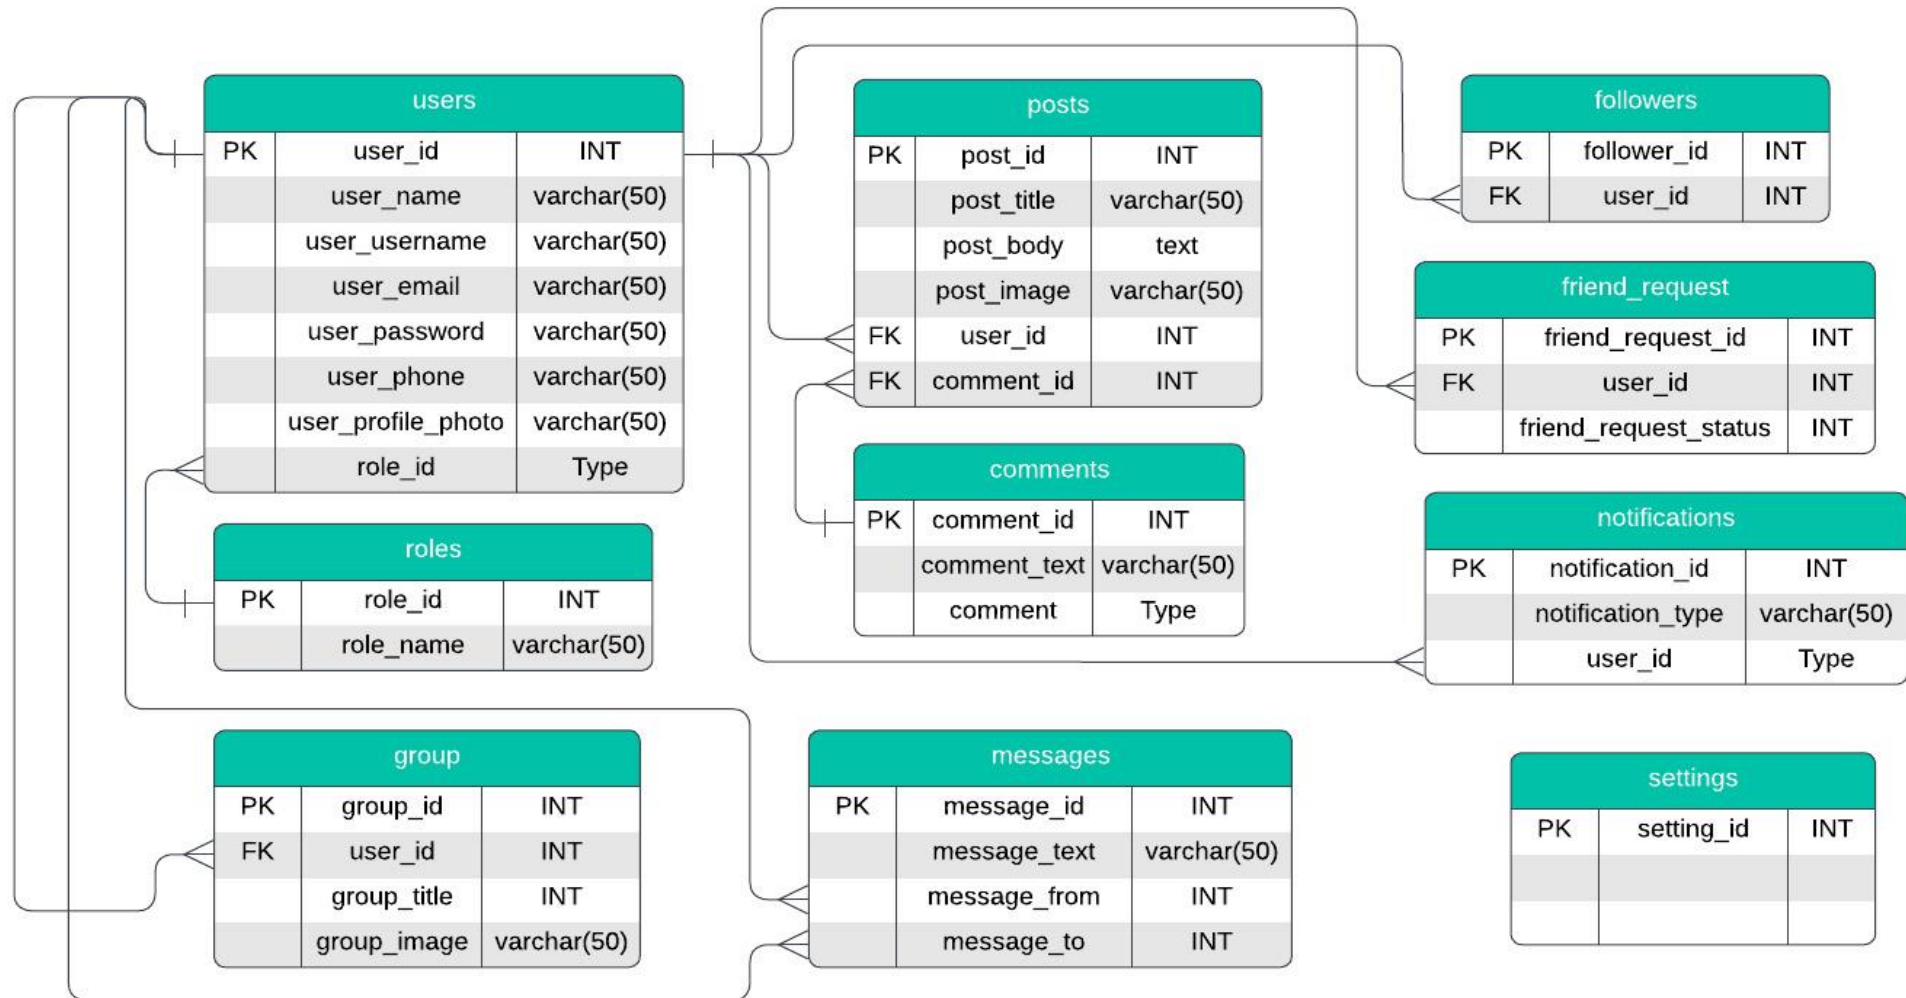 users
PK user_id INT
user_name varchar(50)
user_username varchar(50)
user_email varchar(50)
user_password varchar(50)
user_phone varchar(50)
user_profile_photo varchar(50)
role_id Type
posts
PK post_id INT
post_title varchar(50)
post_body text
post_image varchar(50)
FK user_id INT
FK comment_id INT
followers
PK follower_id INT
FK user_id INT
friend_request
PK friend_request_id INT
FK user_id INT
friend_request_status INT
roles
PK role_id INT
role_name varchar(50)
comments
PK comment_id INT
comment_text varchar(50)
comment Type
notifications
PK notification_id INT
notification_type varchar(50)
user_id Type
group
PK group_id INT
FK user_id INT
group_title INT
group_image varchar(50)
messages
PK message_id INT
message_text varchar(50)
message_from INT
message_to INT
settings
PK setting_id INT